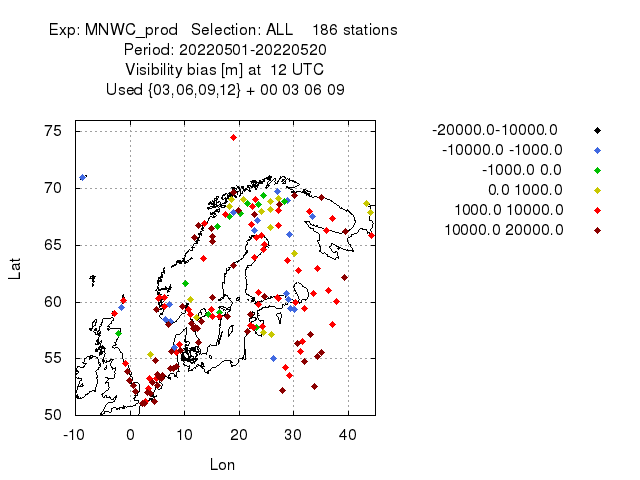 Exp: MNWC_prod Selection: ALL 186 stations
Period: 20220501-20220520
Visibility bias [m] at 12 UTC
Used {03,06,09,12} + 00 03 06 09
-20000.0-10000.0
-10000.0 -1000.0
-1000.0 0.0
0.0 1000.0
1000.0 10000.0
10000.0 20000.0
75
70
65
60
55
50
Lat
-10 0 10 20 30 40
Lon